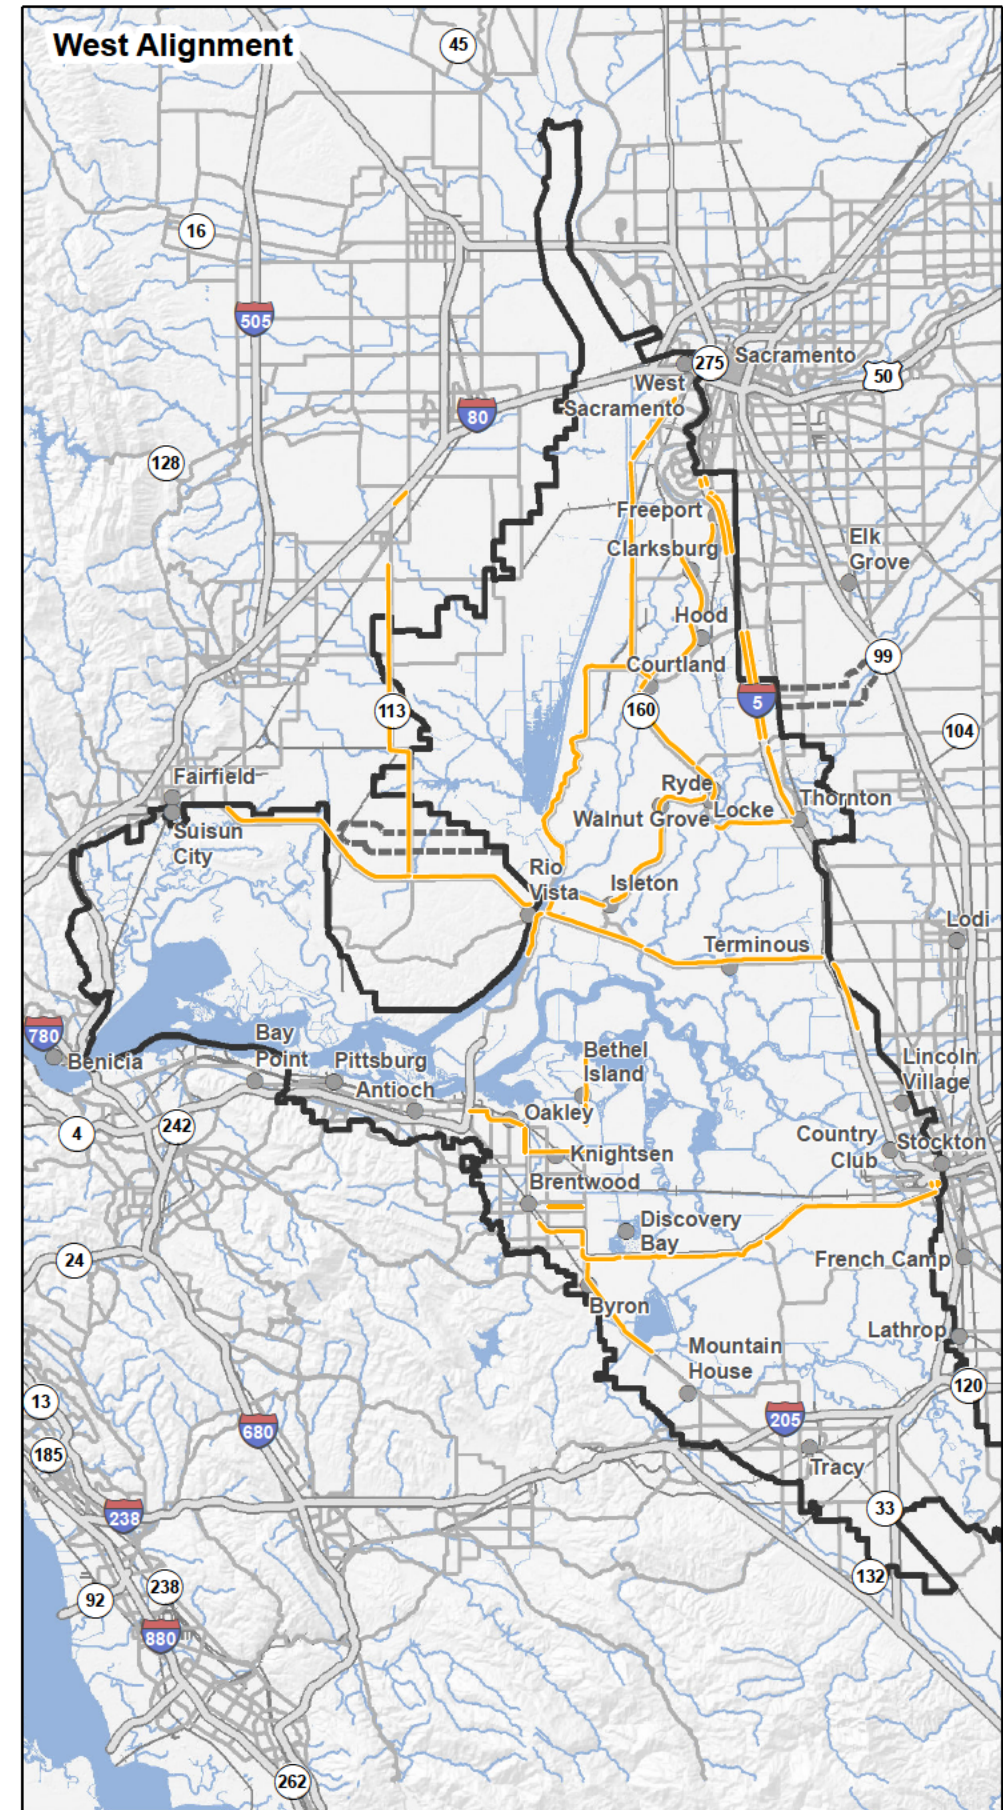 West Alignment
45
16
505
275
Sacramento
50
West
Sacramento
80
128
Freeport
Clarksburg
Elk
Grove
Hood
99
Courtland
5
113
160
104
Fairfield
Ryde
Thornton
Locke
Walnut Grove
Suisun
City
Rio
Vista
Isleton
Lodi
Terminous
780
Benicia
Bay
Point
Pittsburg
Bethel
Island
Antioch
Lincoln
Village
Oakley
4
242
Country
Club
Stockton
Knightsen
Brentwood
Discovery
Bay
24
French Camp
Byron
Lathrop
Mountain
House
120
13
205
680
185
Tracy
33
238
132
238
92
880
262